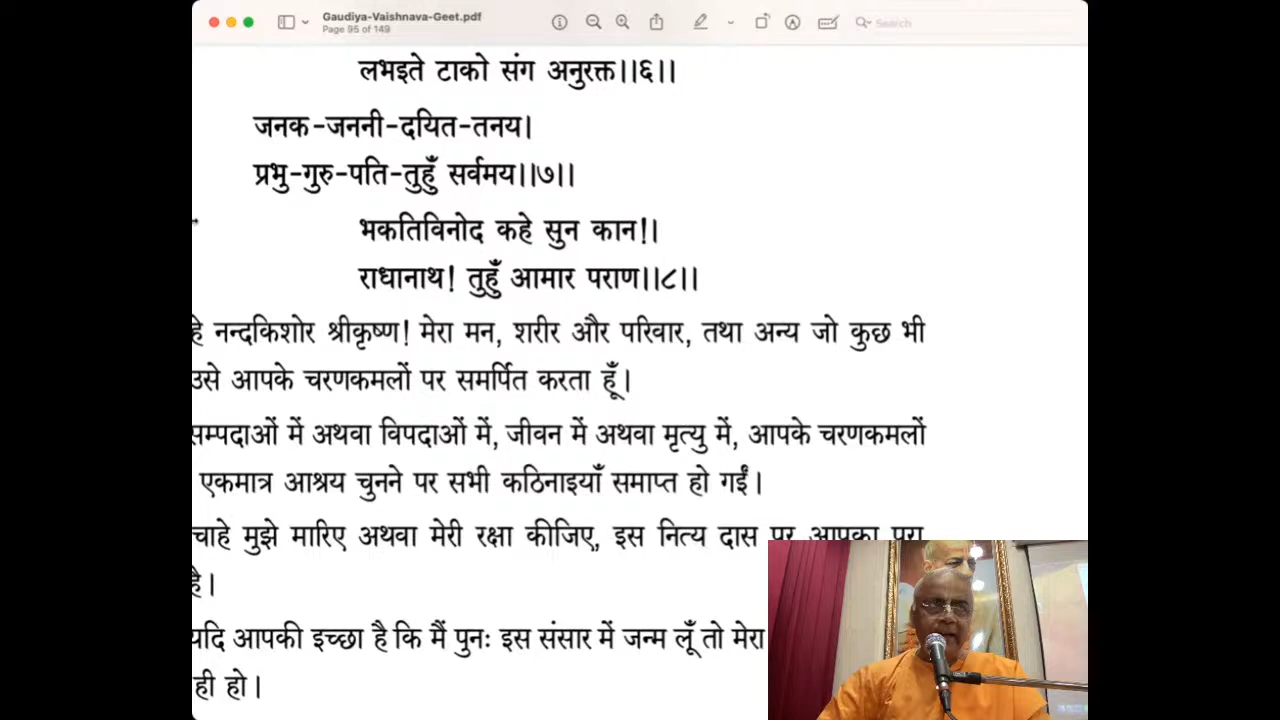 Gaudiya-Vaishnava-Geet.pdf
Page 95 of 149
Search
लभइते टाको संग अनुरक्त।।६।।
जनक-जननी-दयित-तनय।
प्रभु-गुरु-पति-तुहुँ सर्वमय।।७।।
भकतिविनोद कहे सुन कान!।
राधानाथ! तुहुँ आमार पराण।।८।।
हे नन्दकिशोर श्रीकृष्ण! मेरा मन, शरीर और परिवार, तथा अन्य जो कुछ भी
उसे आपके चरणकमलों पर समर्पित करता हूँ।
सम्पदाओं में अथवा विपदाओं में, जीवन में अथवा मृत्यु में, आपके चरणकमलों
एकमात्र आश्रय चुनने पर सभी कठिनाइयाँ समाप्त हो गईं।
चाहे मुझे मारिए अथवा मेरी रक्षा कीजिए, इस नित्य दास पर आपका
है।
यदि आपकी इच्छा है कि मैं पुनः इस संसार में जन्म लूँ तो मेरा
ही हो।